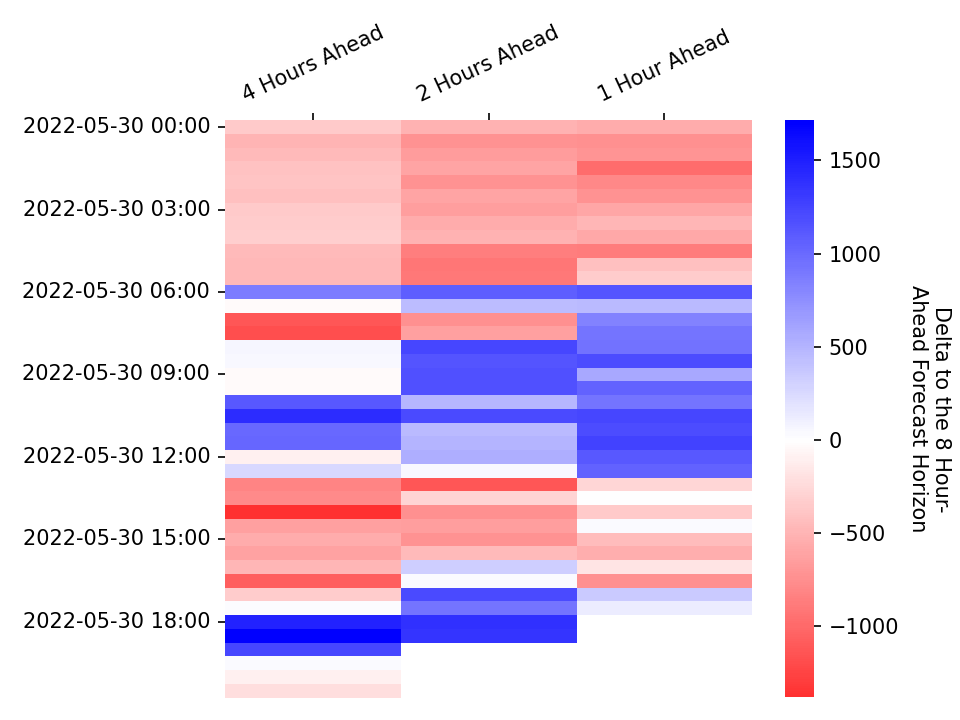 4 Hours Ahead
2 Hours Ahead
1 Hour Ahead
2022-05-30 00:00
2022-05-30 03:00
2022-05-30 06:00
2022-05-30 09:00
2022-05-30 12:00
2022-05-30 15:00
2022-05-30 18:00
1500
1000
500
0
−500
−1000
Delta to the 8 Hour-
Ahead Forecast Horizon